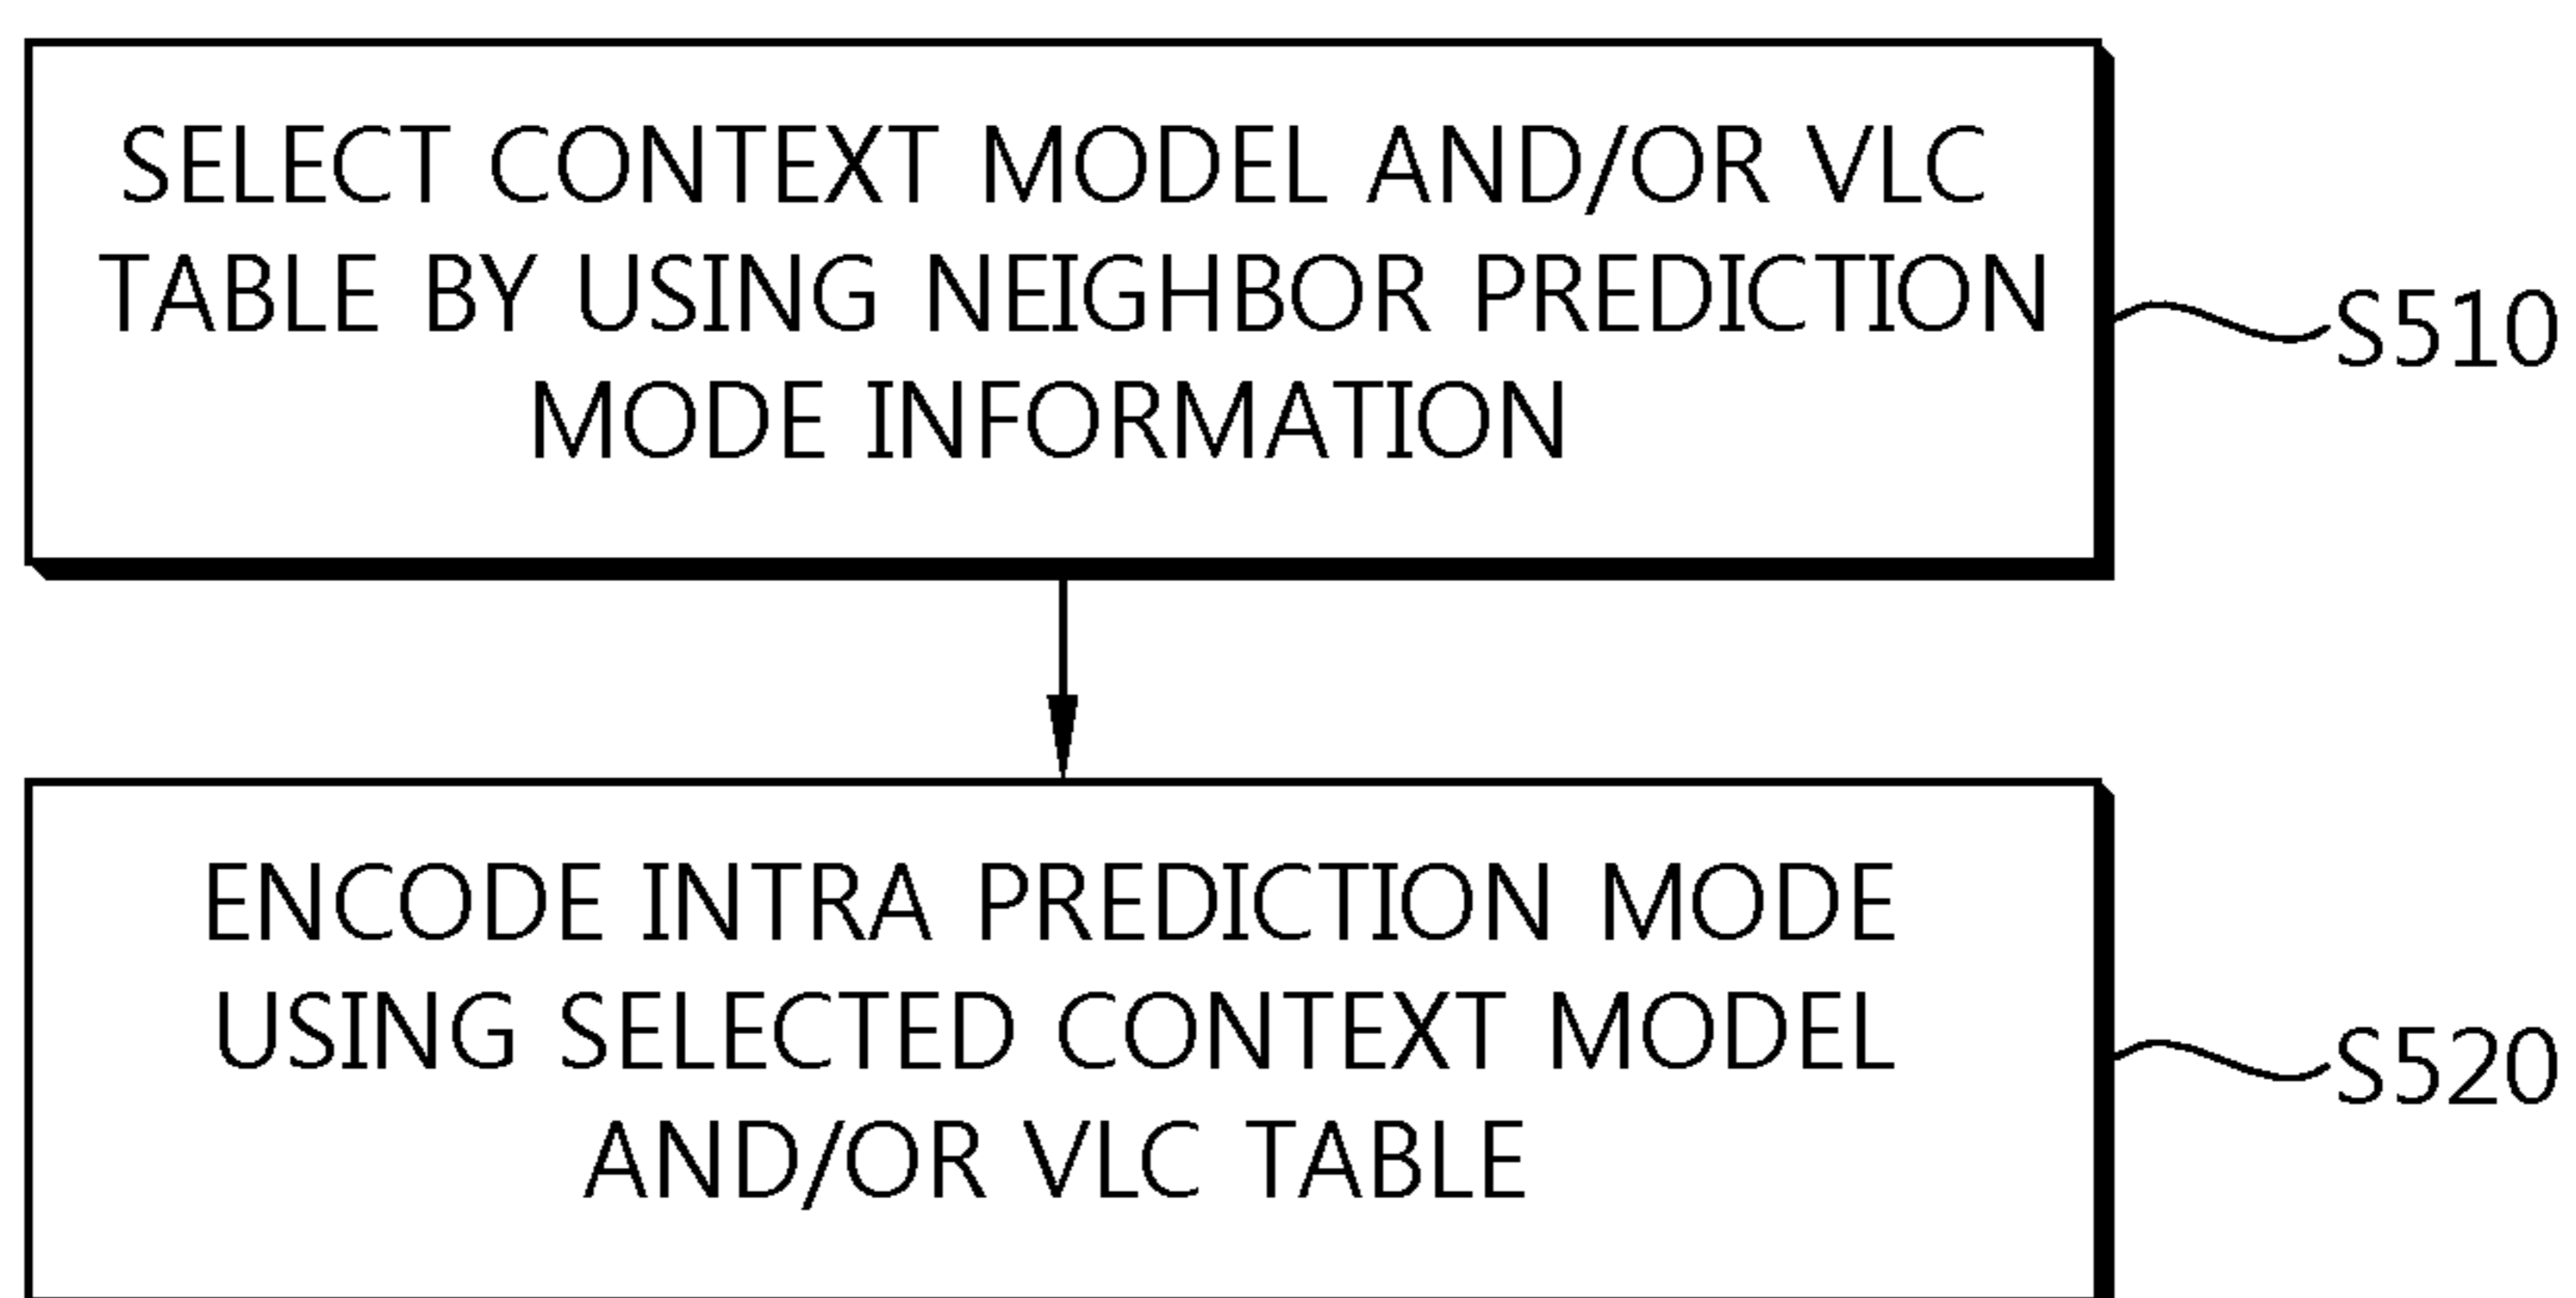 SELECT CONTEXT MODEL AND/OR VLC
TABLE BY USING NEIGHBOR PREDICTION
MODE INFORMATION
S510
ENCODE INTRA PREDICTION MODE
USING SELECTED CONTEXT MODEL
AND/OR VLC TABLE
S520